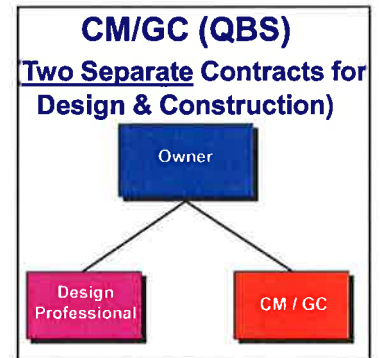 CM/GC (QBS)
(Two Separate Contracts for
Design & Construction)
Owner
Design
Professional
CM / GC